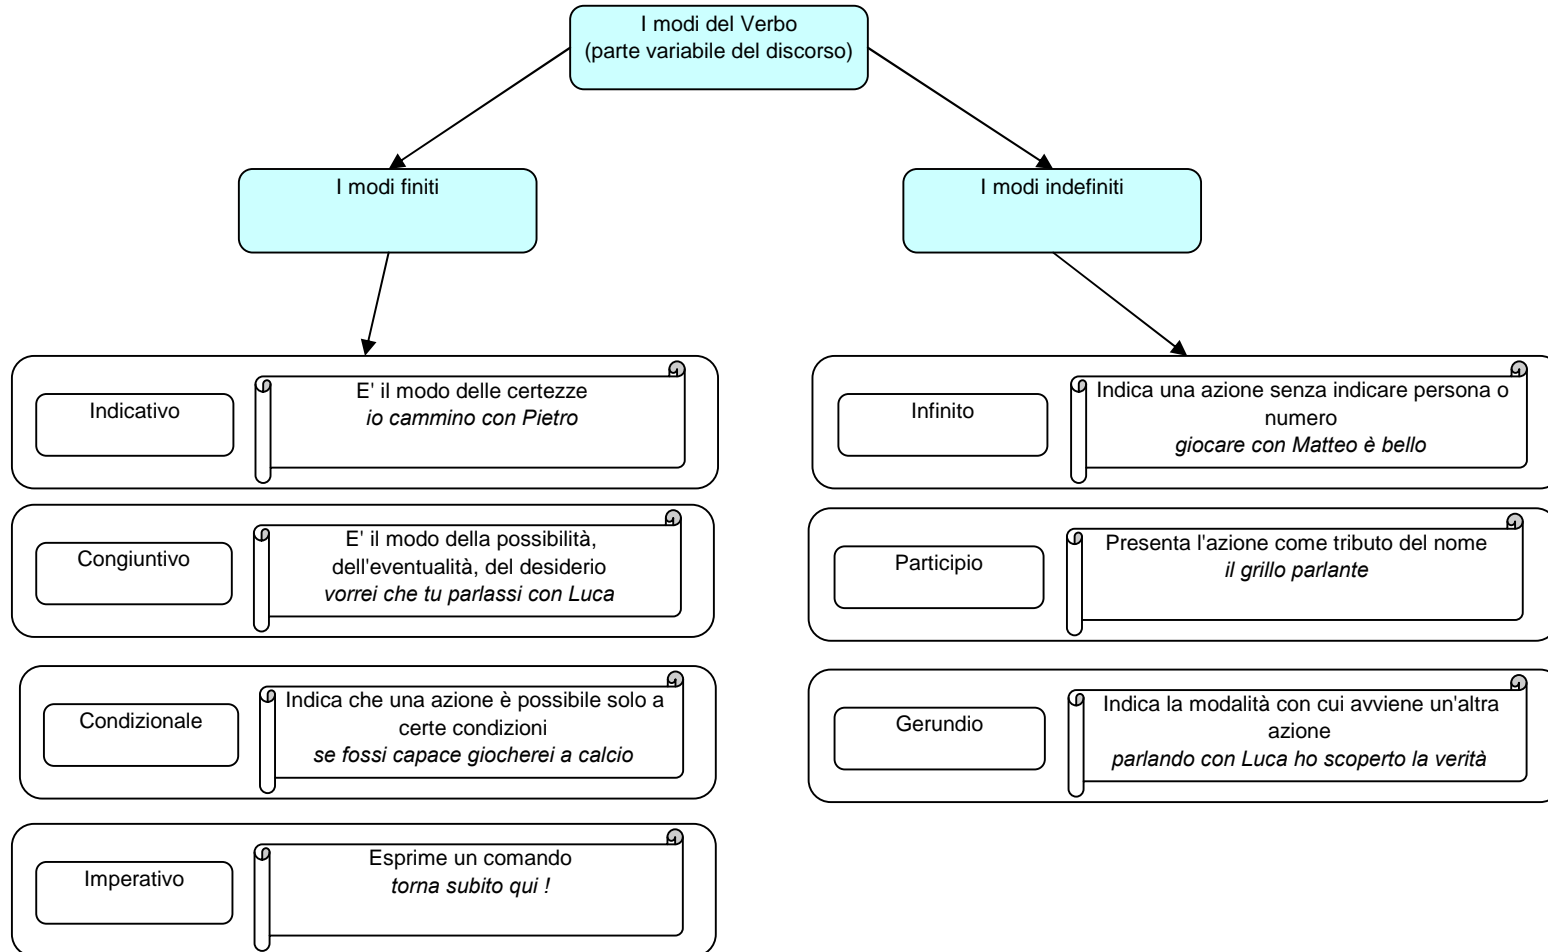 I modi del Verbo
(parte variabile del discorso)
I modi finiti
I modi indefiniti
Indicativo
E' il modo delle certezze
io cammino con Pietro
Congiuntivo
E' il modo della possibilità,
dell'eventualità, del desiderio
vorrei che tu parlassi con Luca
Condizionale
Indica che una azione è possibile solo a
certe condizioni
se fossi capace giocherei a calcio
Imperativo
Esprime un comando
torna subito qui !
Infinito
Indica una azione senza indicare persona o
numero
giocare con Matteo è bello
Participio
Presenta l'azione come tributo del nome
il grillo parlante
Gerundio
Indica la modalità con cui avviene un'altra
azione
parlando con Luca ho scoperto la verità